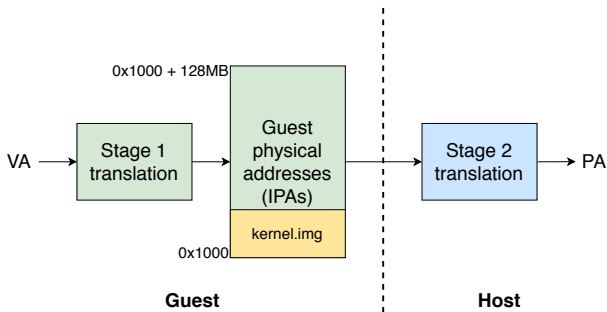 0x1000 + 128MB
VA
Stage 1
translation
Guest
physical
addresses
(IPAs)
kernel.img
0x1000
Stage 2
translation
PA
Guest
Host